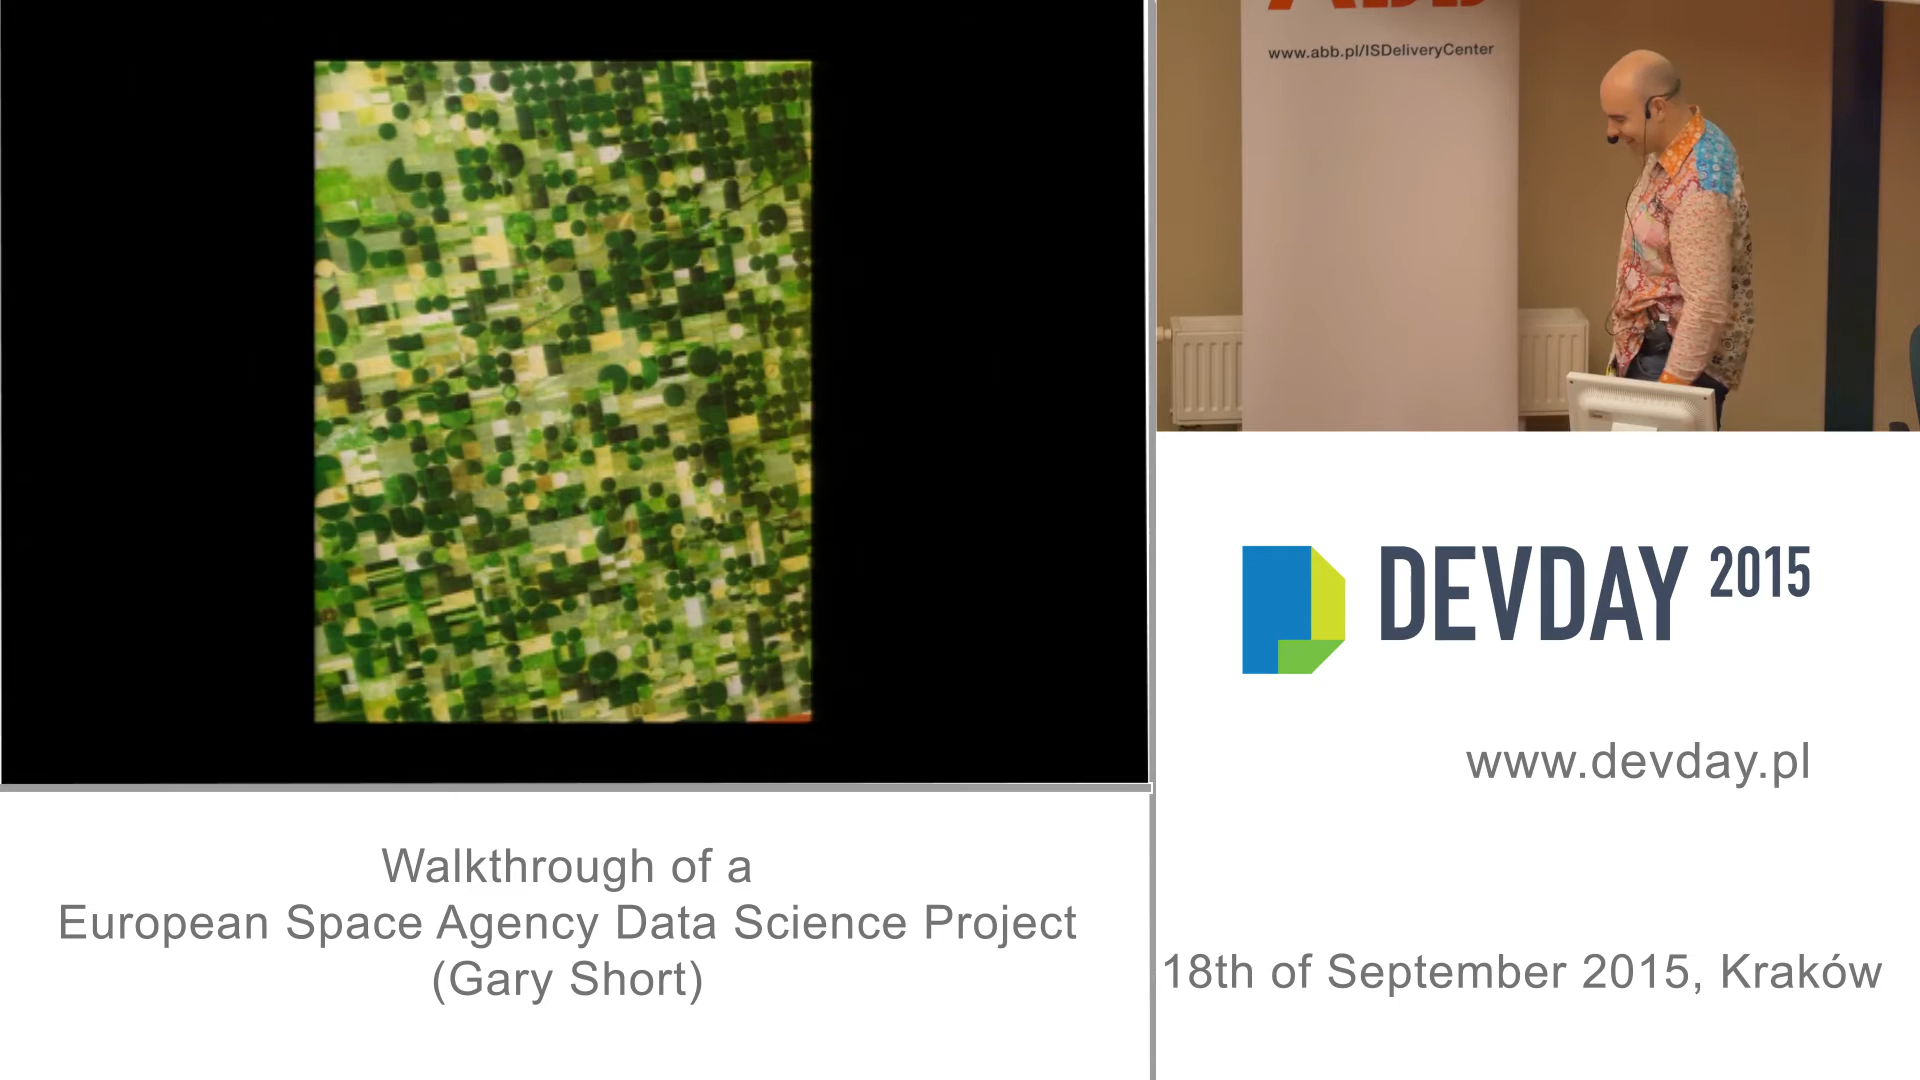 ABB
www.abb.pl/ISDeliveryCenter
DEVDAY 2015
www.devday.pl
Walkthrough of a
European Space Agency Data Science Project
(Gary Short)
18th of September 2015, Kraków